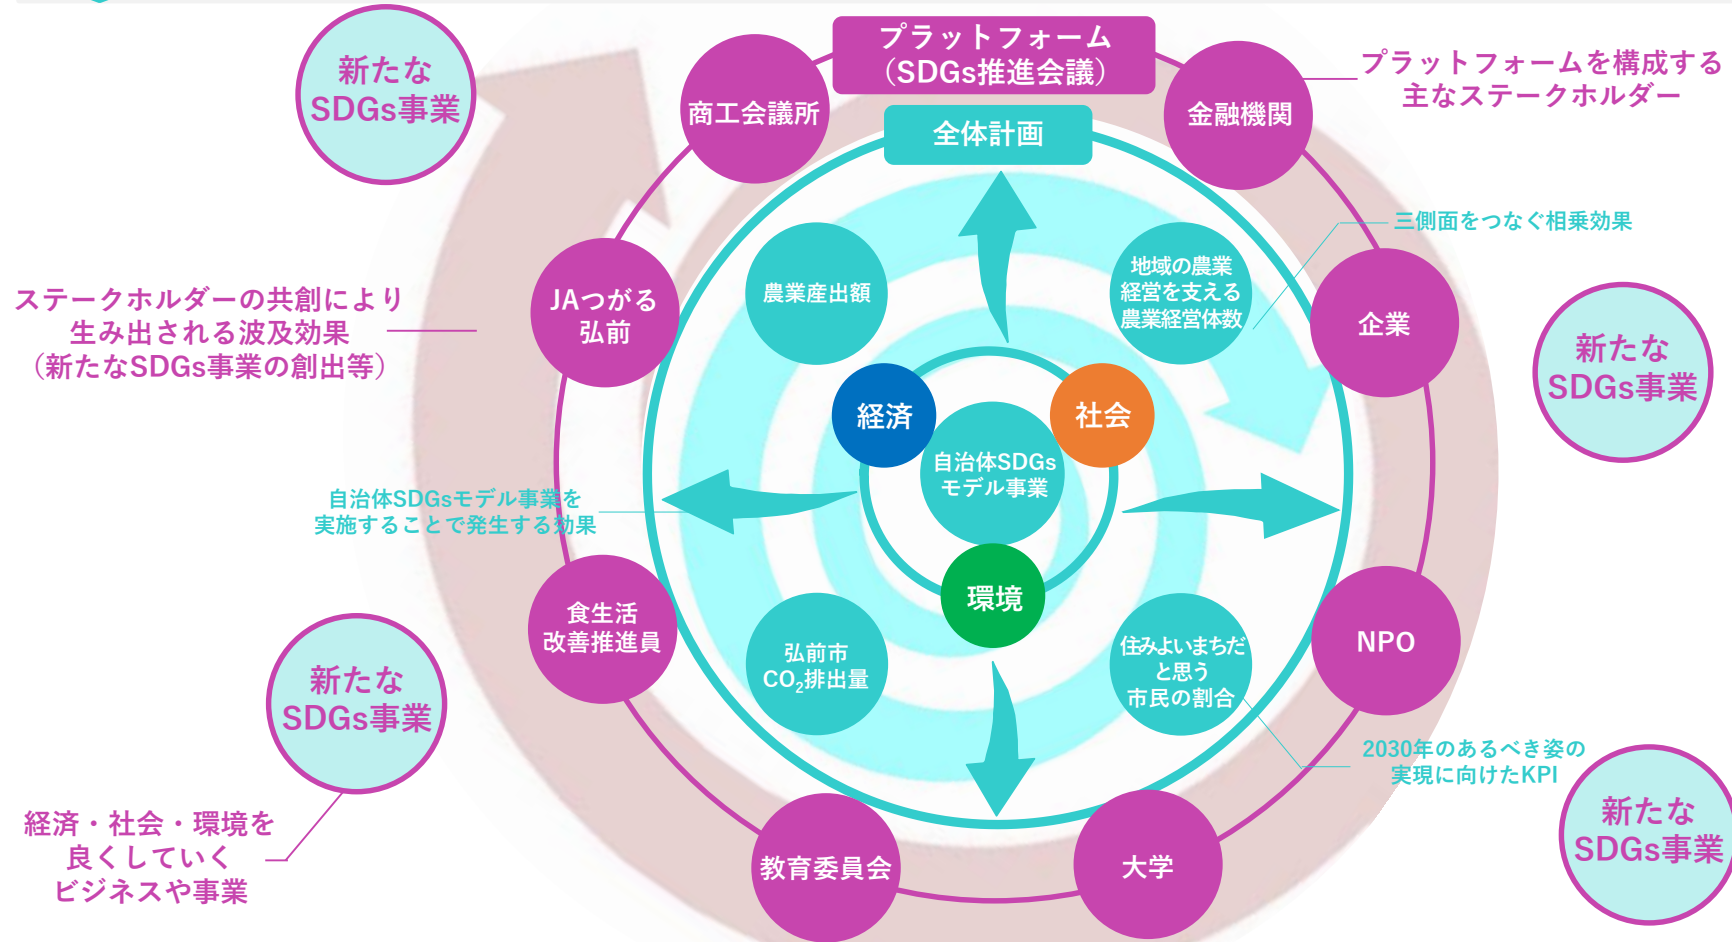 プラットフォーム
（SDGs推進会議）
新たな
SDGs事業
商工会議所
金融機関
プラットフォームを構成する
主なステークホルダー
全体計画
三側面をつなぐ相乗効果
農業産出額
地域の農業
経営を支える
農業経営体数
JAつがる
弘前
企業
ステークホルダーの共創により
生み出される波及効果
（新たなSDGs事業の創出等）
新たな
SDGs事業
経済
社会
自治体SDGs
モデル事業
自治体SDGsモデル事業を
実施することで発生する効果
環境
食生活
改善推進員
弘前市
CO₂排出量
住みよいまちだ
と思う
市民の割合
NPO
新たな
SDGs事業
2030年のあるべき姿の
実現に向けたKPI
新たな
SDGs事業
経済・社会・環境を
良くしていく
ビジネスや事業
教育委員会
大学